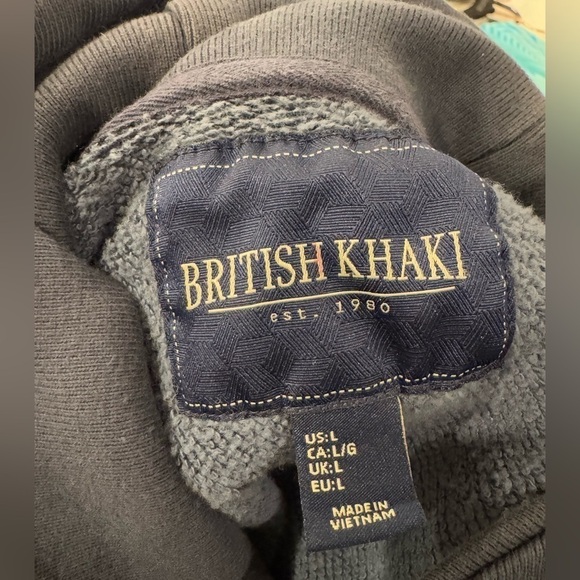 BRITISH KHAKI
est. 1980
US:L
CA:L/G
UK:L
EU:L
MADE IN
VIETNAM